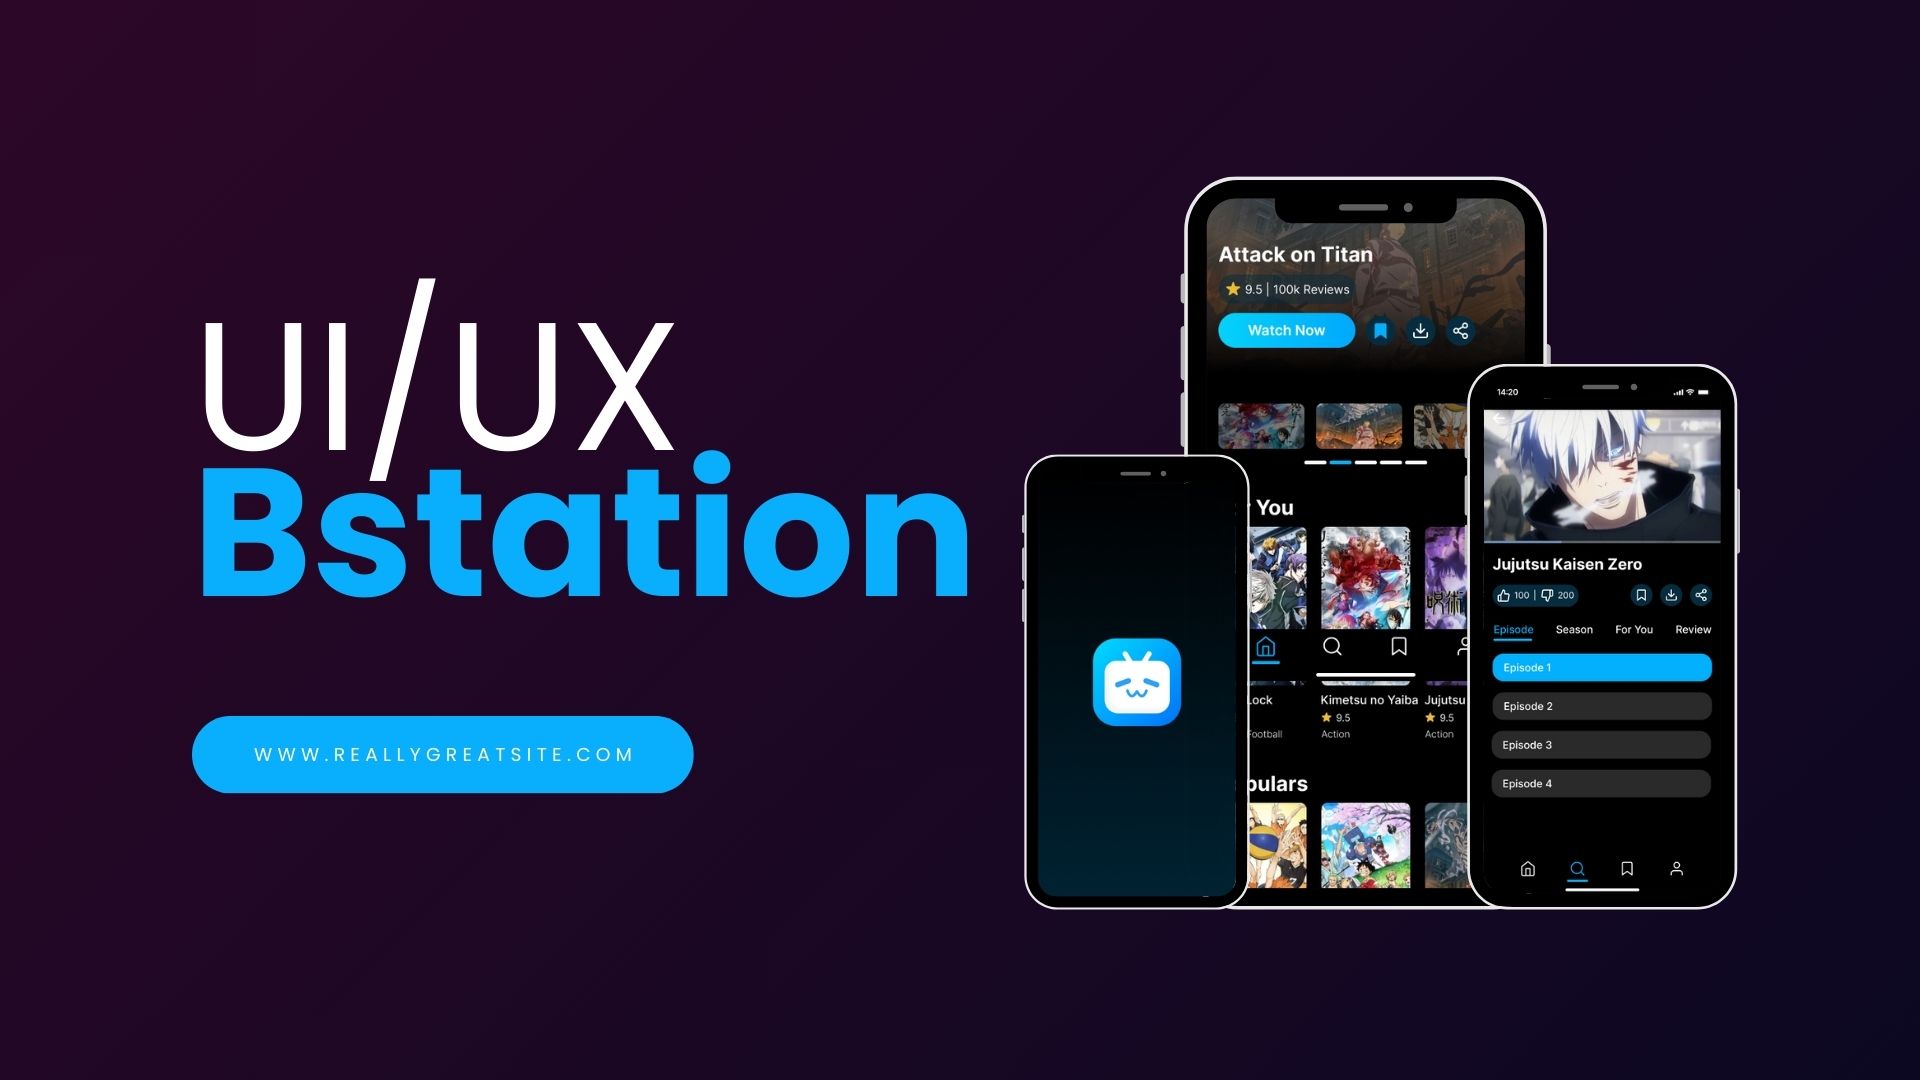 UI/UX
Bstation
WWW.REALLYGREATSITE.COM
Attack on Titan
9.5 | 100k Reviews
Watch Now
You
Lock
Kimetsu no Yaiba
Jujutsu
9.5
9.5
Football
Action
Action
pulars
14:20
呪術
Jujutsu Kaisen Zero
100 | 200
Episode Season For You Review
Episode 1
Episode 2
Episode 3
Episode 4